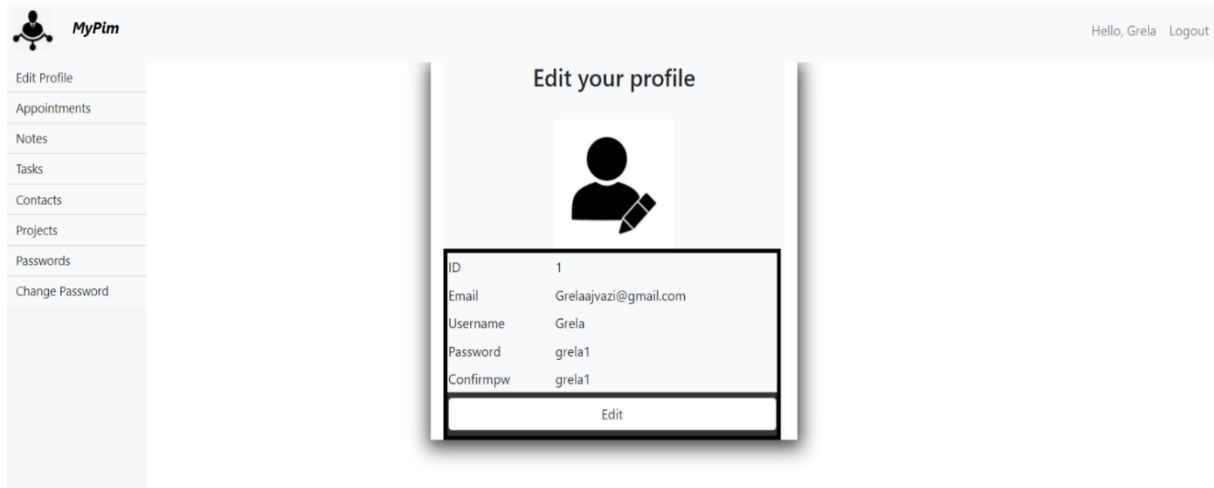 MyPim
Hello, Grela Logout
Edit Profile
Appointments
Notes
Tasks
Contacts
Projects
Passwords
Change Password
Edit your profile
ID 1
Email Grelaajvazi@gmail.com
Username Grela
Password grela1
Confirmpw grela1
Edit